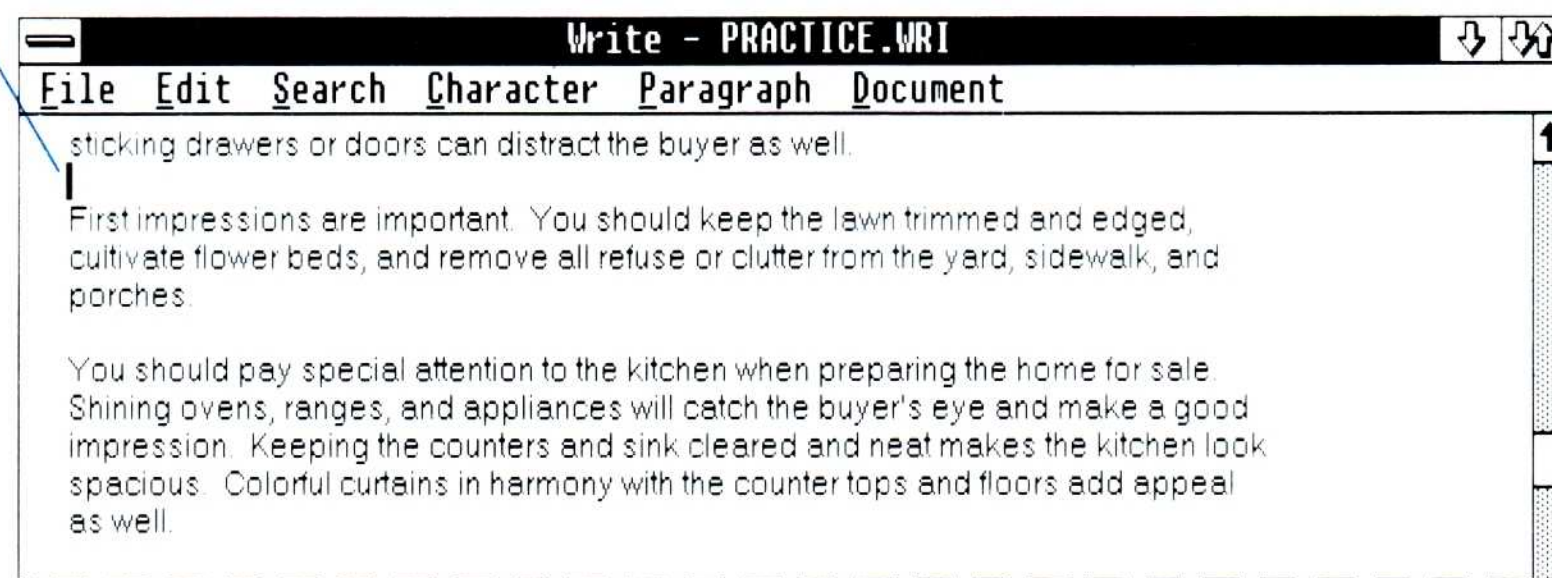 Write - PRACTICE.WRI
File Edit Search Character Paragraph Document
sticking drawers or doors can distract the buyer as well.
First impressions are important. You should keep the lawn trimmed and edged,
cultivate flower beds, and remove all refuse or clutter from the yard, sidewalk, and
porches.
You should pay special attention to the kitchen when preparing the home for sale.
Shining ovens, ranges, and appliances will catch the buyer's eye and make a good
impression. Keeping the counters and sink cleared and neat makes the kitchen look
spacious. Colorful curtains in harmony with the counter tops and floors add appeal
as well.